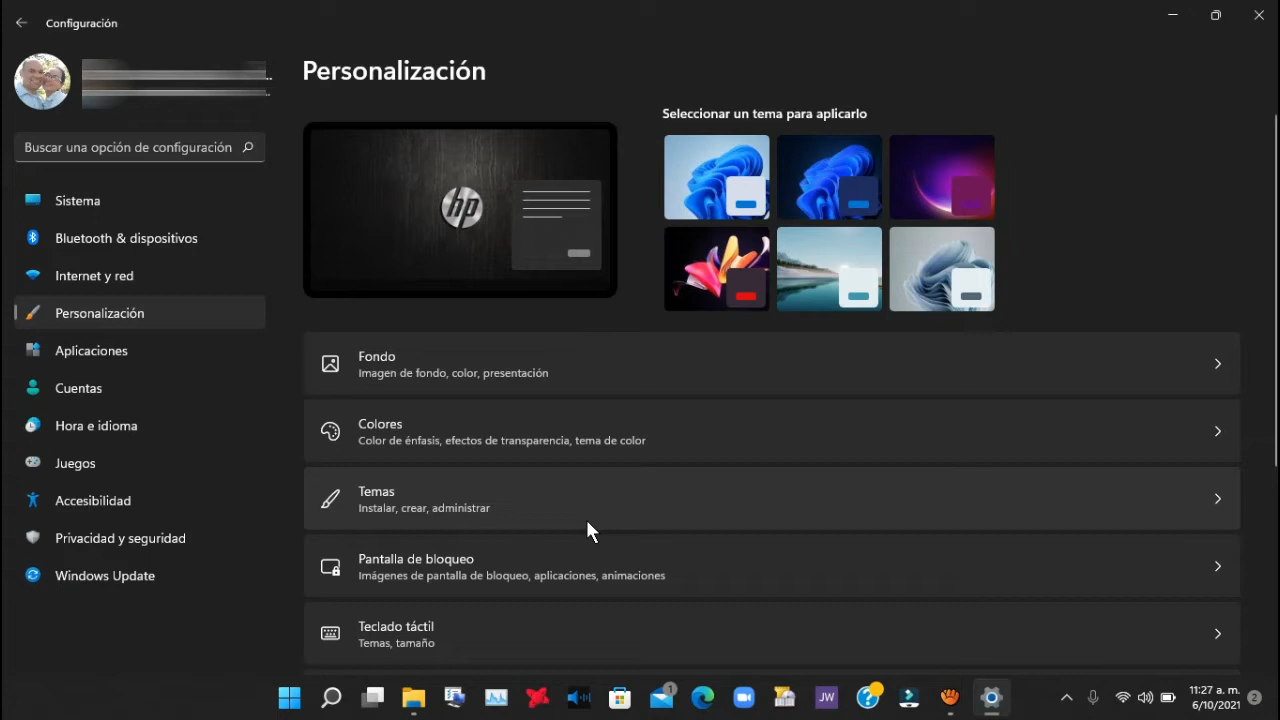 Configuración
Personalización
Buscar una opción de configuración
Sistema
Bluetooth & dispositivos
Internet y red
Personalización
Aplicaciones
Cuentas
Hora e idioma
Juegos
Accesibilidad
Privacidad y seguridad
Windows Update
hp
Seleccionar un tema para aplicarlo
Fondo
Imagen de fondo, color, presentación
Colores
Color de énfasis, efectos de transparencia, tema de color
Temas
Instalar, crear, administrar
Pantalla de bloqueo
Imágenes de pantalla de bloqueo, aplicaciones, animaciones
Teclado táctil
Temas, tamaño
1
JW
11:27 a. m.
6/10/2021
2